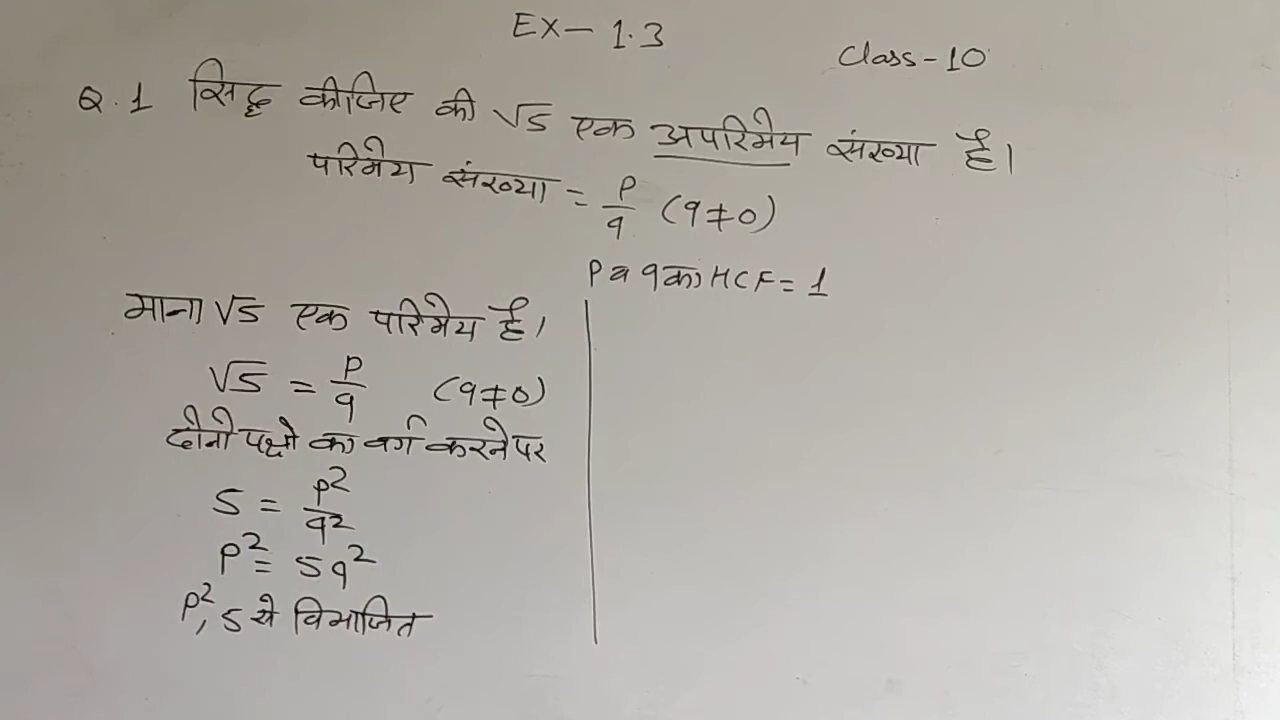 Ex- 1.3
Class-10
Q.1 सिद्ध कीजिए की √5 एक अपरिमेय संख्या है।
परिमेय संख्या = p/q (q≠0)
P व q का HCF = 1
माना √5 एक परिमेय है।
√5 = p/q (q≠0)
दोनो पक्षो का वर्ग करने पर
5 = p²/q²
p² = 5q²
p², 5 से विभाजित